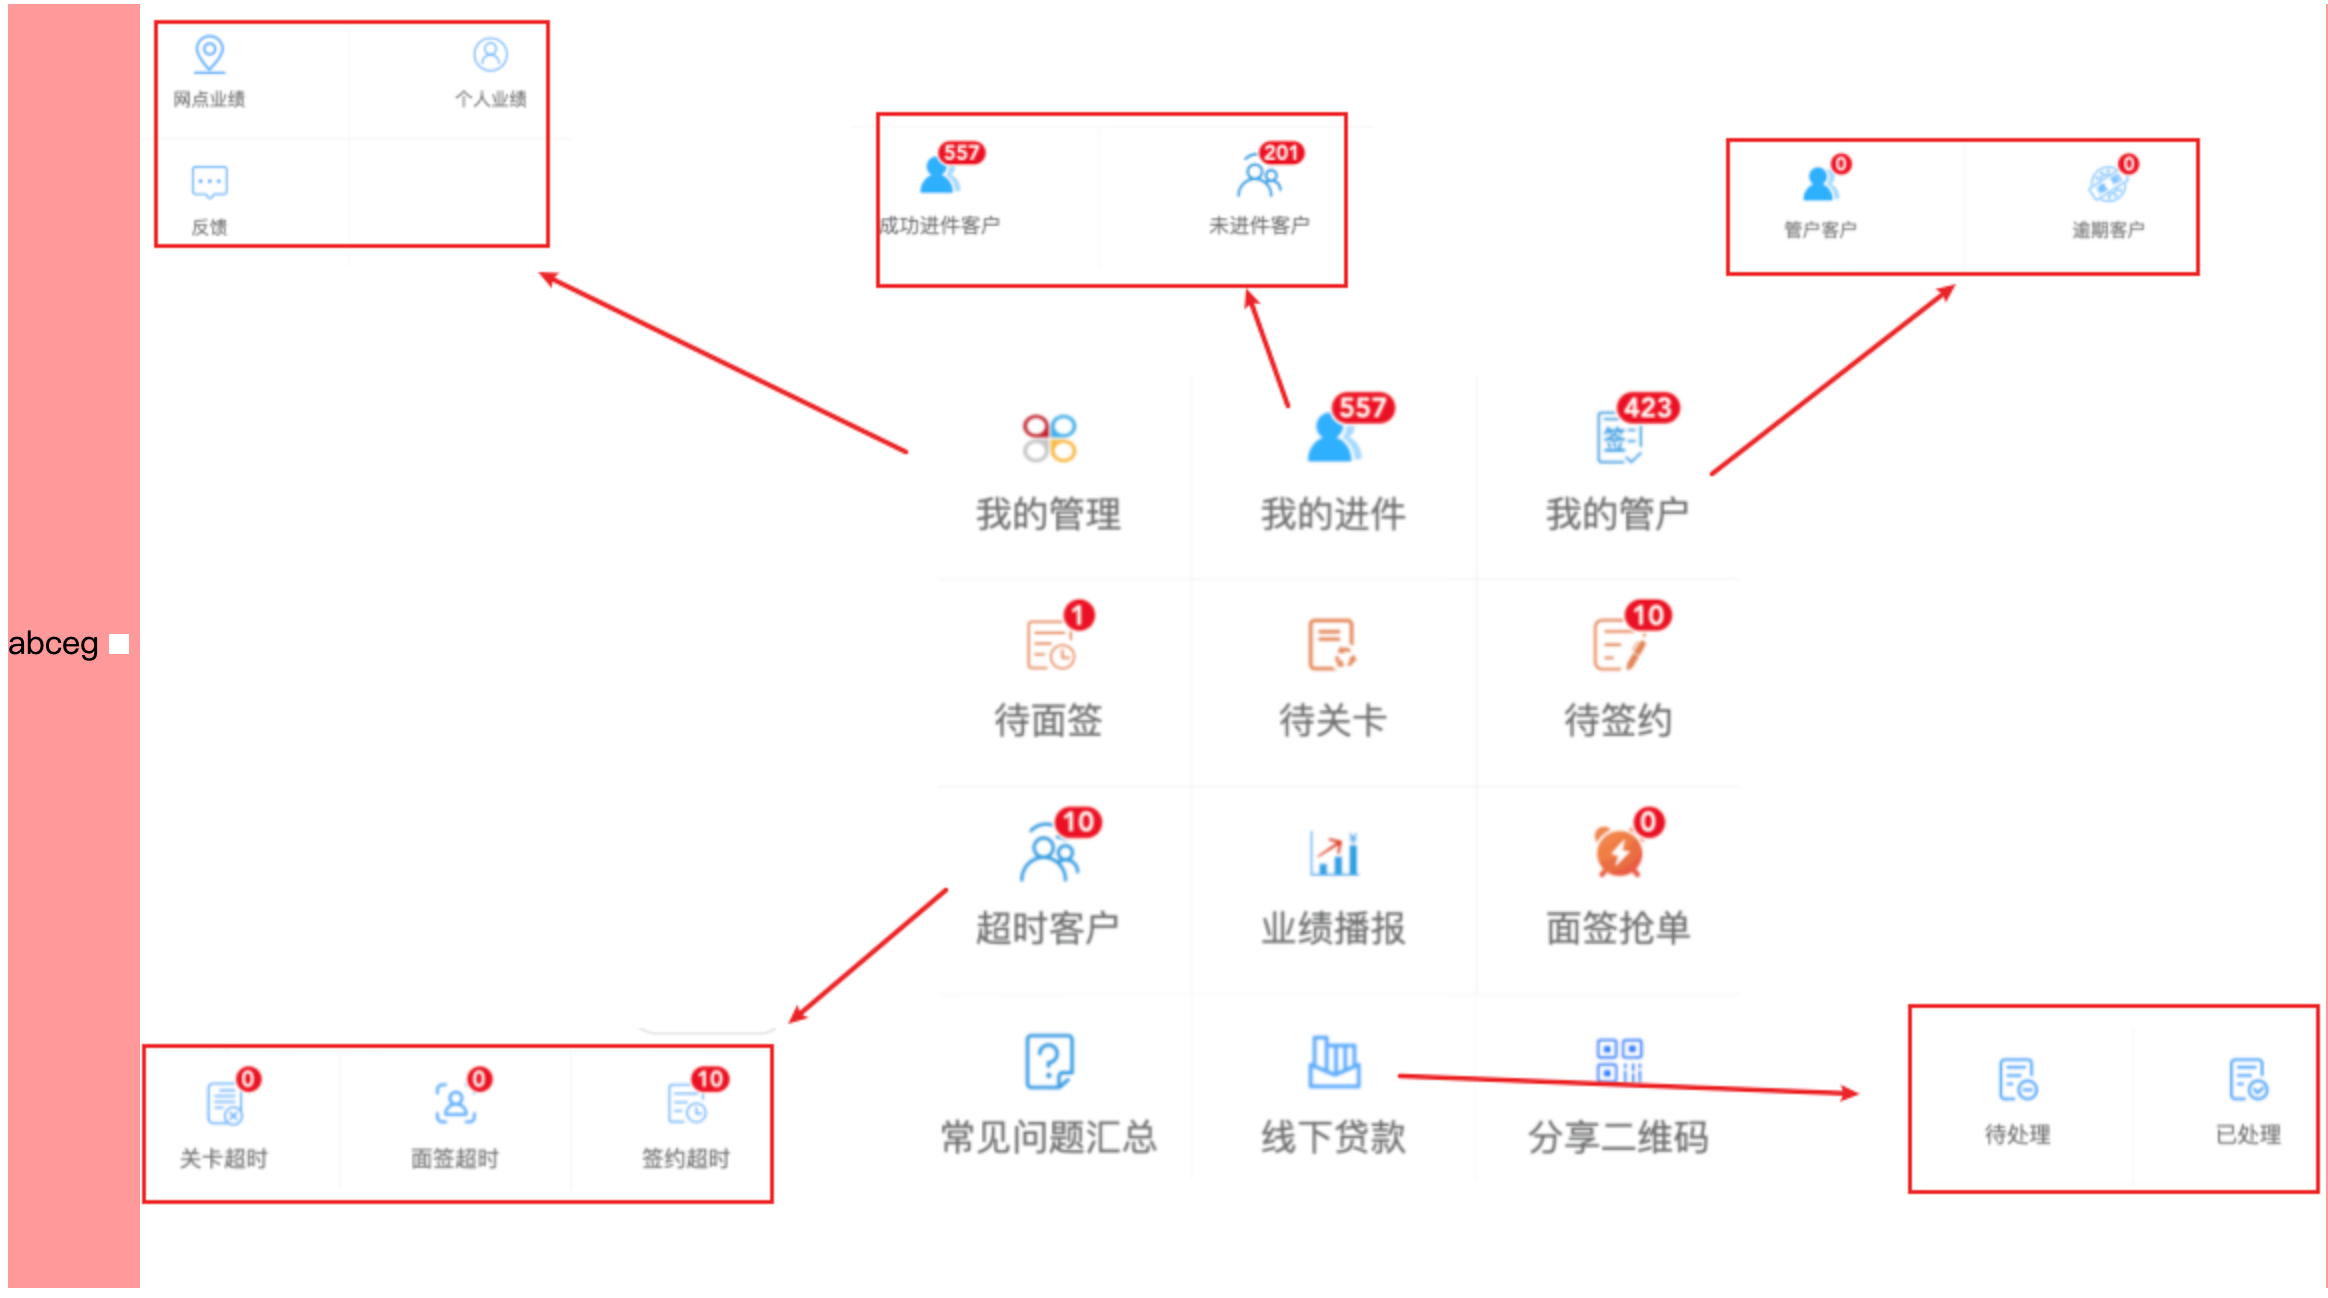 网点业绩 个人业绩
反馈
557 201
成功进件客户 未进件客户
0 0
管户客户 逾期客户
557 423
签
我的管理 我的进件 我的管户
1 10
待面签 待关卡 待签约
abceg
10 0
超时客户 业绩播报 面签抢单
常见问题汇总 线下贷款 分享二维码
0 0 10
关卡超时 面签超时 签约超时
待处理 已处理